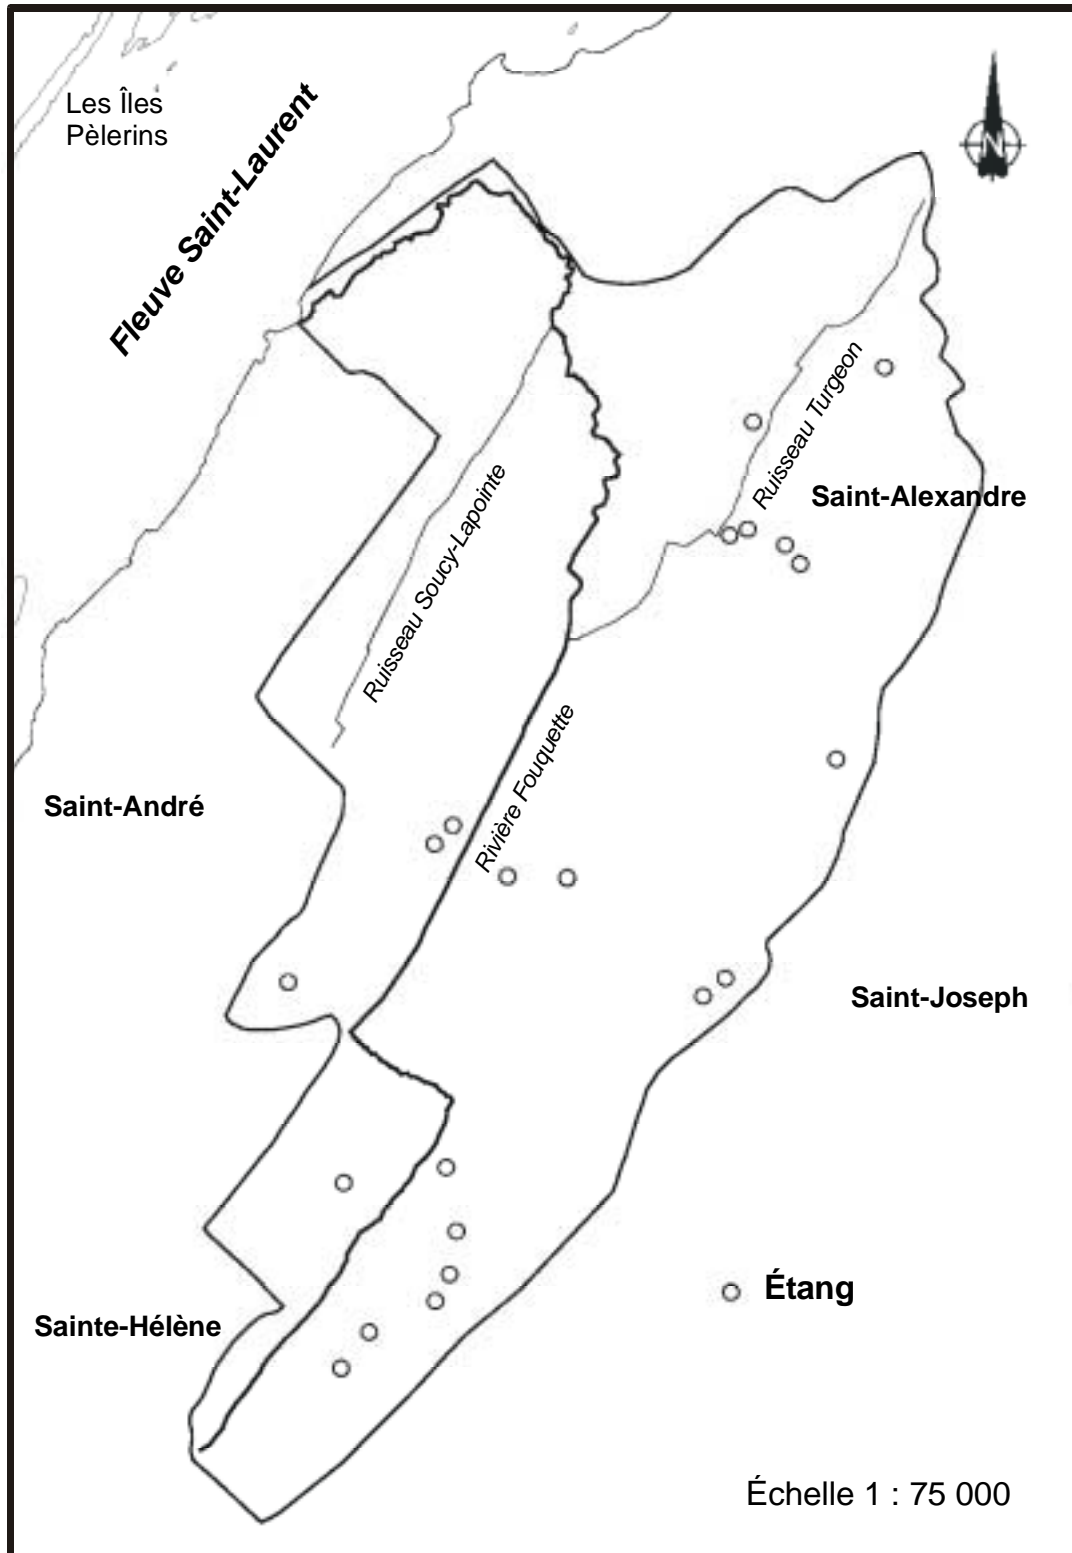 Les Îles
Pèlerins
Fleuve Saint-Laurent
N
Ruisseau Turgeon
Saint-Alexandre
Ruisseau Soucy-Lapointe
Rivière Fouquette
Saint-André
Saint-Joseph
Étang
Sainte-Hélène
Échelle 1 : 75 000